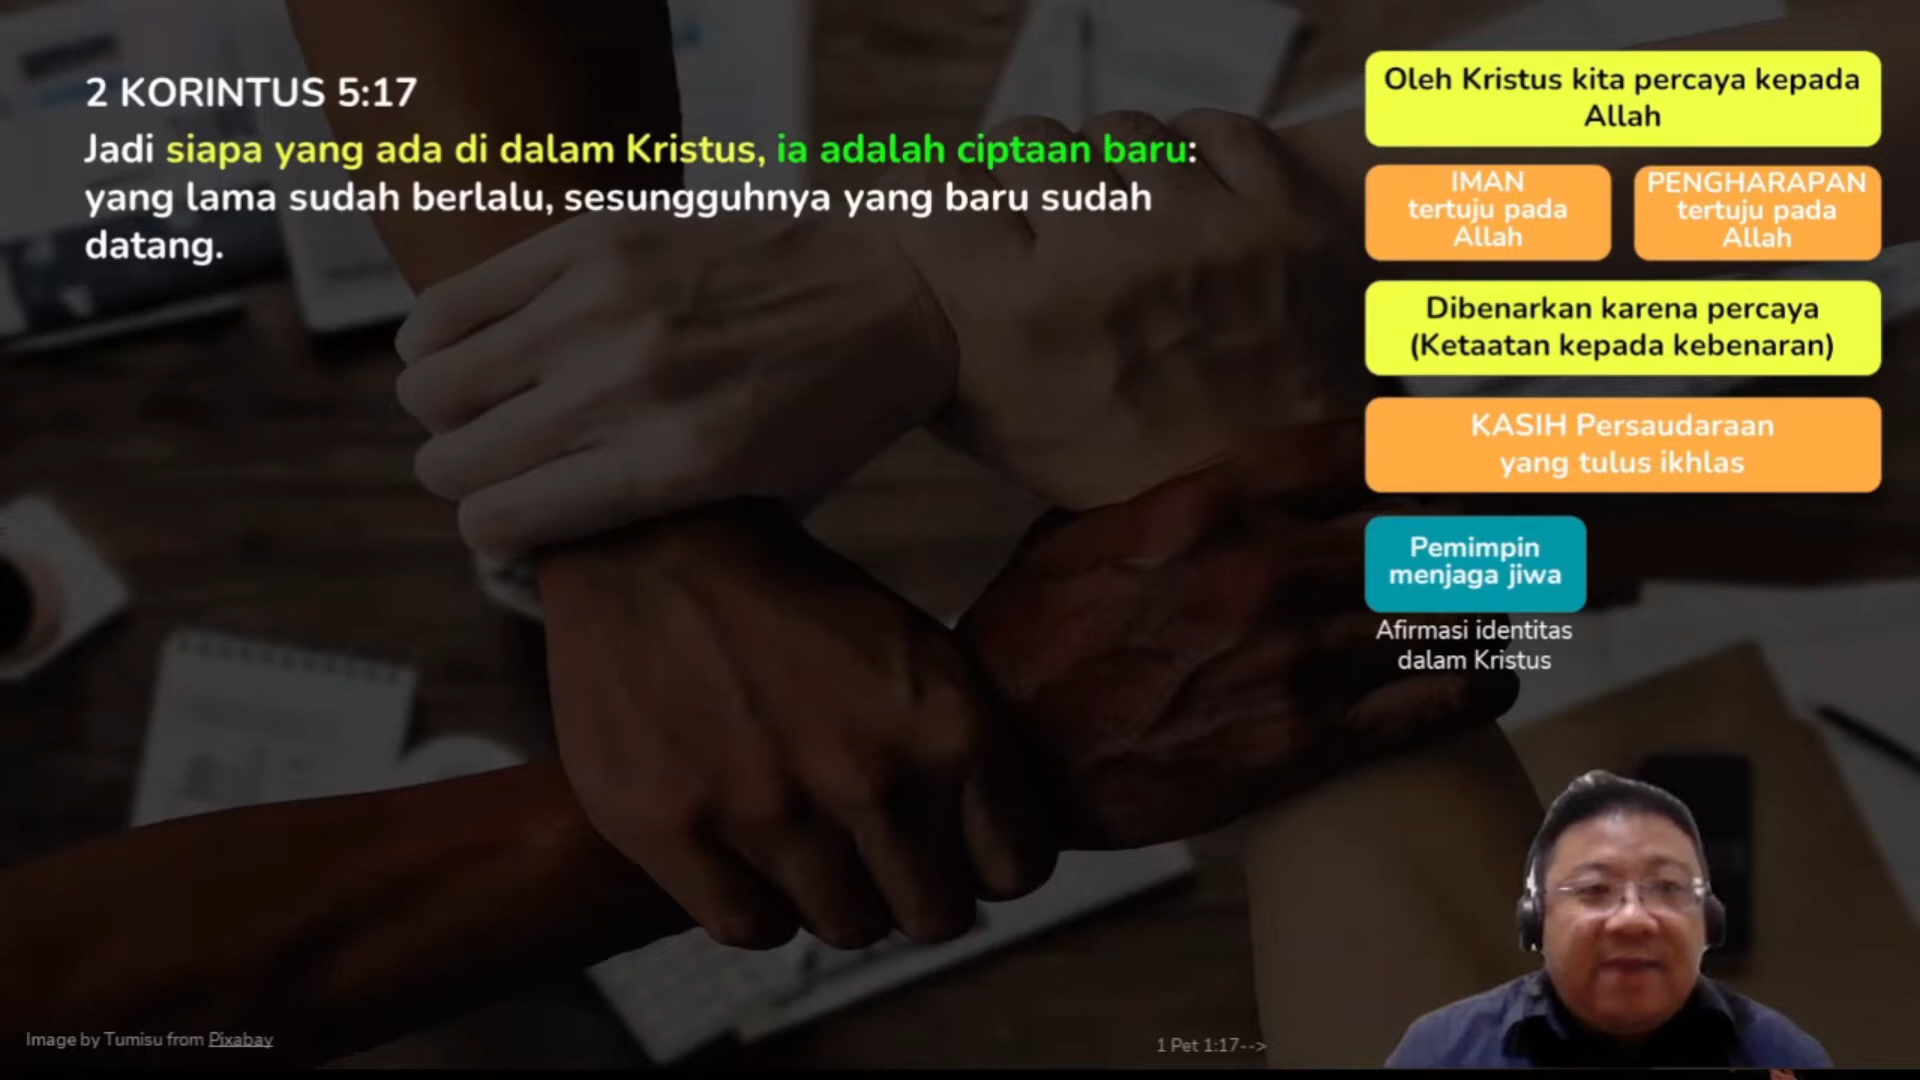 2 KORINTUS 5:17
Jadi siapa yang ada di dalam Kristus, ia adalah ciptaan baru:
yang lama sudah berlalu, sesungguhnya yang baru sudah
datang.
Oleh Kristus kita percaya kepada
Allah
IMAN
tertuju pada
Allah
PENGHARAPAN
tertuju pada
Allah
Dibenarkan karena percaya
(Ketaatan kepada kebenaran)
KASIH Persaudaraan
yang tulus ikhlas
Pemimpin
menjaga jiwa
Afirmasi identitas
dalam Kristus
Image by Tumisu from Pixabay
1 Pet 1:17-->